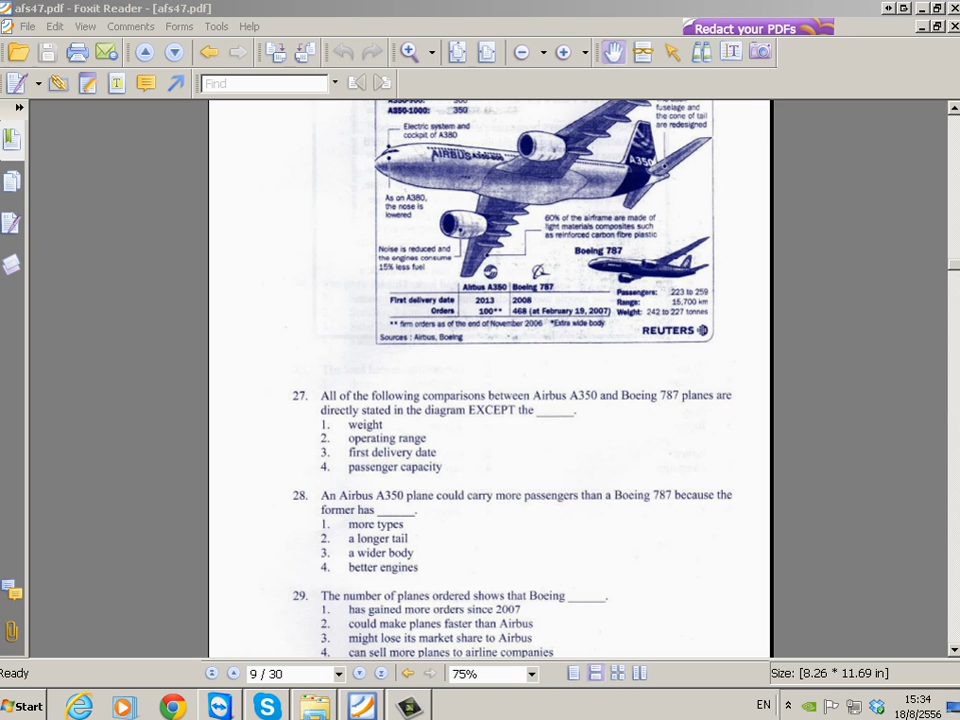 afs47.pdf - Foxit Reader - [afs47.pdf]
File Edit View Comments Forms Tools Help
Redact your PDFs
Find
A350-1000: 350
fuselage and
the cone of tail
are redesigned
Electric system and
cockpit of A380
AIRBUS
A350
As on A380,
the nose is
lowered
60% of the airframe are made of
light materials composites such
as reinforced carbon fibre plastic
Noise is reduced and
the engines consume
15% less fuel
Boeing 787
Airbus A350 Boeing 787
First delivery date 2013 2008
Orders 100** 468 (at February 19, 2007)
Passengers: 223 to 259
Range: 15,700 km
Weight: 242 to 227 tonnes
** firm orders as of the end of November 2006 *Extra wide body
Sources : Airbus, Boeing
REUTERS
27. All of the following comparisons between Airbus A350 and Boeing 787 planes are
directly stated in the diagram EXCEPT the ______.
1. weight
2. operating range
3. first delivery date
4. passenger capacity
28. An Airbus A350 plane could carry more passengers than a Boeing 787 because the
former has ______.
1. more types
2. a longer tail
3. a wider body
4. better engines
29. The number of planes ordered shows that Boeing ______.
1. has gained more orders since 2007
2. could make planes faster than Airbus
3. might lose its market share to Airbus
4. can sell more planes to airline companies
Ready
9 / 30
75%
Size: [8.26 * 11.69 in]
Start
EN
15:34
18/8/2556